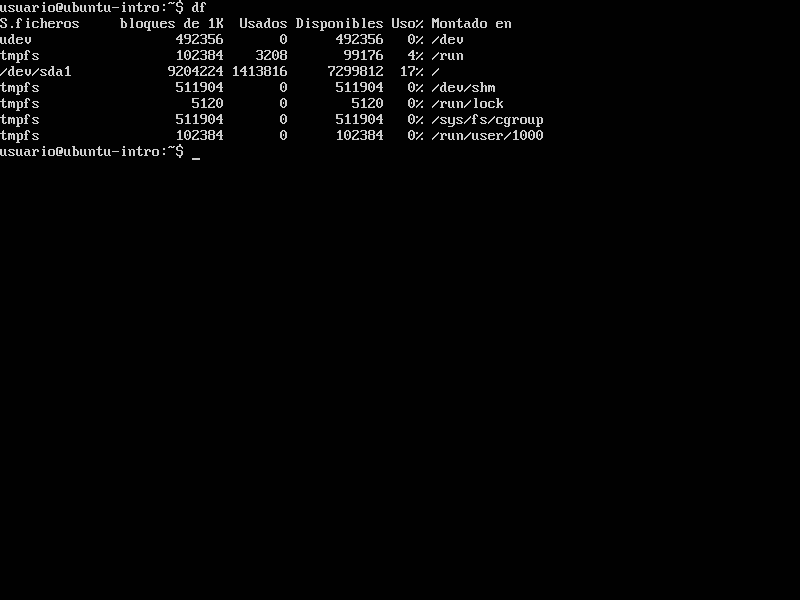 usuario@ubuntu-intro:~$ df
S.ficheros     bloques de 1K  Usados Disponibles Uso% Montado en
udev                  492356       0      492356   0% /dev
tmpfs                 102384    3208       99176   4% /run
/dev/sda1            9204224 1413816     7299812  17% /
tmpfs                 511904       0      511904   0% /dev/shm
tmpfs                   5120       0        5120   0% /run/lock
tmpfs                 511904       0      511904   0% /sys/fs/cgroup
tmpfs                 102384       0      102384   0% /run/user/1000
usuario@ubuntu-intro:~$ _